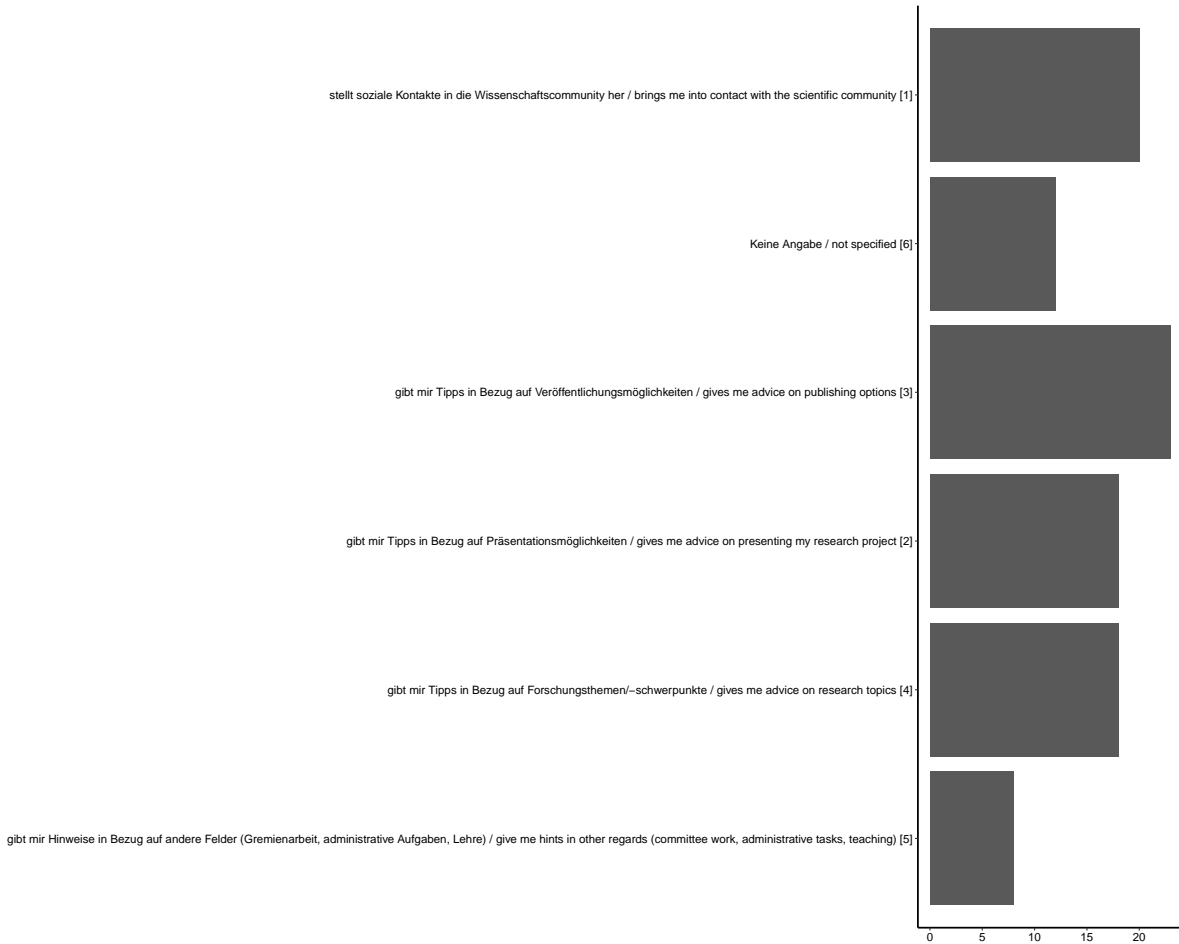 stellt soziale Kontakte in die Wissenschaftscommunity her / brings me into contact with the scientific community [1]
Keine Angabe / not specified [6]
gibt mir Tipps in Bezug auf Veröffentlichungsmöglichkeiten / gives me advice on publishing options [3]
gibt mir Tipps in Bezug auf Präsentationsmöglichkeiten / gives me advice on presenting my research project [2]
gibt mir Tipps in Bezug auf Forschungsthemen/−schwerpunkte / gives me advice on research topics [4]
gibt mir Hinweise in Bezug auf andere Felder (Gremienarbeit, administrative Aufgaben, Lehre) / give me hints in other regards (committee work, administrative tasks, teaching) [5]
0 5 10 15 20